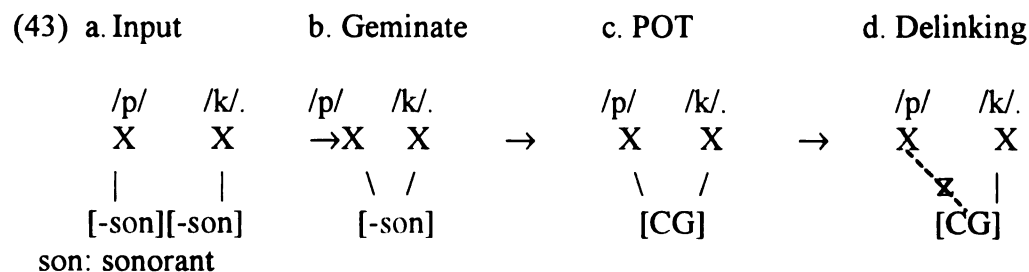 (43) a. Input b. Geminate c. POT d. Delinking
/p/ /k/. /p/ /k/. /p/ /k/. /p/ /k/.
X X →X X → X X → X X
| | \ / \ / x |
[-son][-son] [-son] [CG] [CG]
son: sonorant